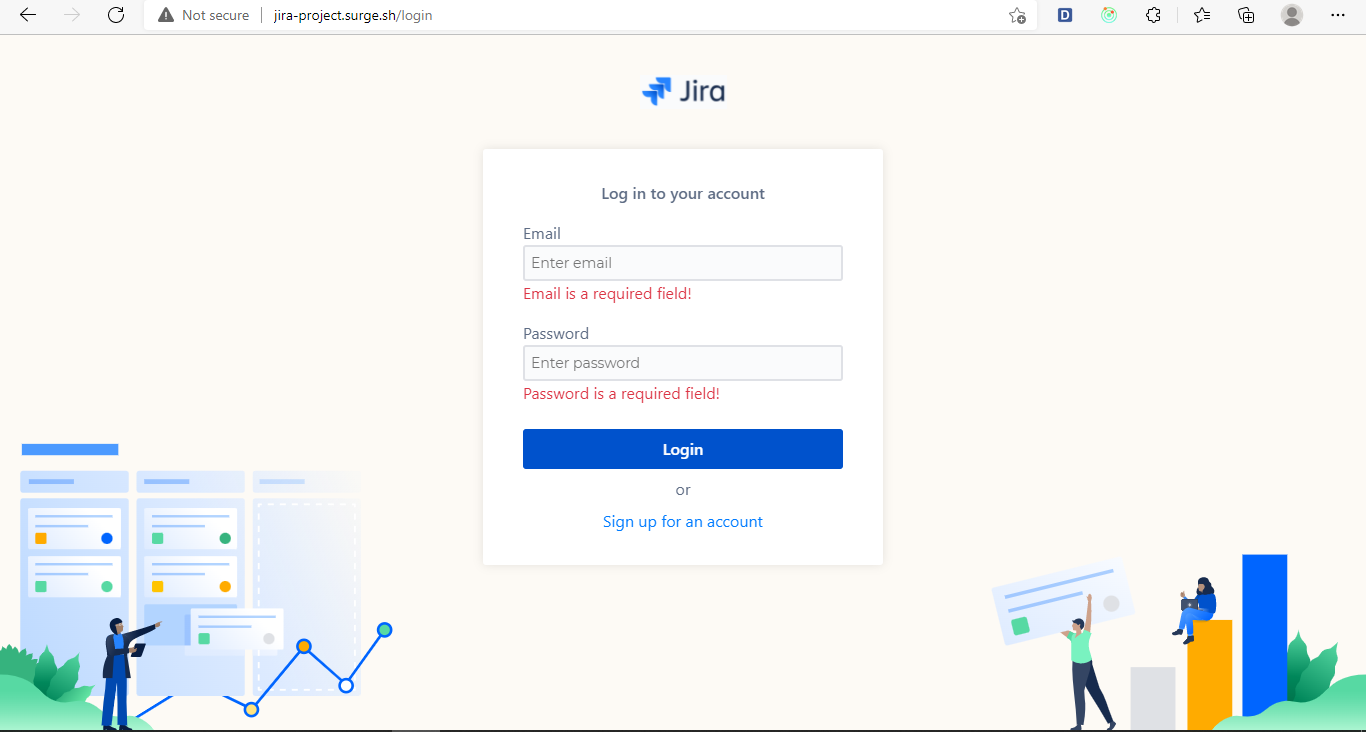 Not secure | jira-project.surge.sh/login
D
Jira
Log in to your account
Email
Enter email
Email is a required field!
Password
Enter password
Password is a required field!
Login
or
Sign up for an account